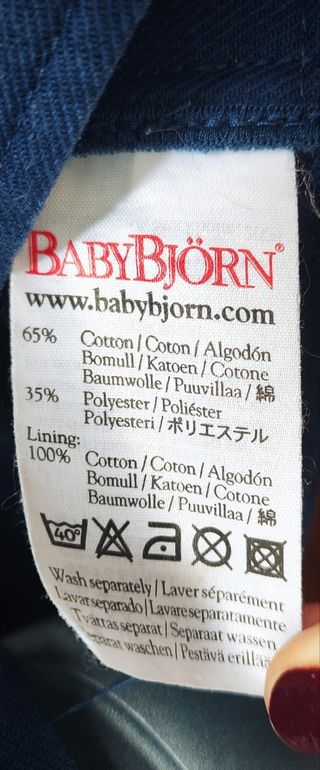 BABYBJÖRN®
www.babybjorn.com
65% Cotton / Coton / Algodón
Bomull / Katoen / Cotone
Baumwolle / Puuvillaa / 綿
35% Polyester / Poliéster
Polyesteri / ポリエステル
Lining:
100% Cotton / Coton / Algodón
Bomull / Katoen / Cotone
Baumwolle / Puuvillaa / 綿
40°
Wash separately / Laver séparément
Lavar separado / Lavare separatamente
Tvättas separat / Separaat wassen
waschen / Pestävä